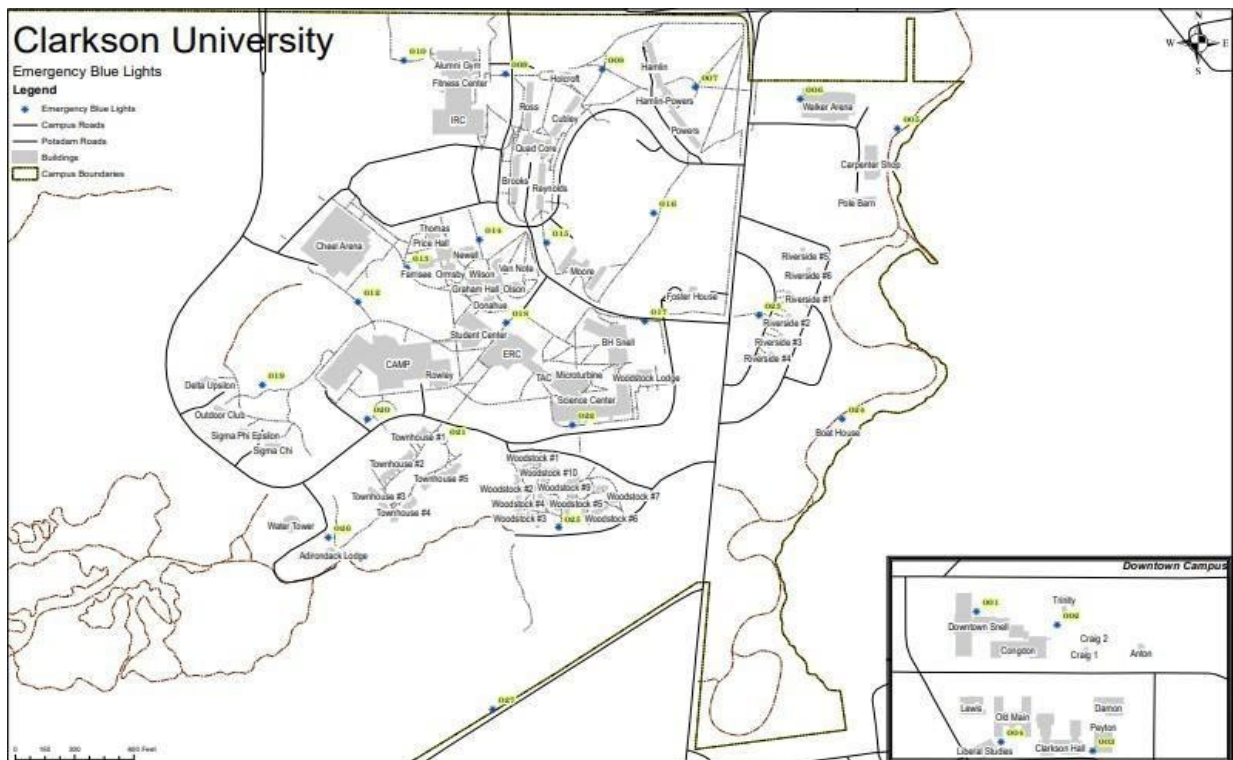 Clarkson University
Emergency Blue Lights
Legend
Emergency Blue Lights
Campus Roads
Potsdam Roads
Buildings
Campus Boundaries
N
W E
S
010
Alumni Gym
Fitness Center
IRC
008
Holcroft
009
Hamlin
007
Hamlin-Powers
Powers
Ross
Cubley
Quad Core
Brooks
Reynolds
006
Walker Arena
005
Carpenter Shop
Pole Barn
016
Cheel Arena
Thomas
Price Hall
013
Farrisee
014
Newell
Ormsby
Wilson
Van Note
Graham Hall
Olson
Donahue
015
Moore
012
018
Student Center
ERC
Foster House
017
BH Snell
Riverside #5
Riverside #6
Riverside #1
023
Riverside #2
Riverside #3
Riverside #4
CAMP
Rowley
TAC
Microturbine
Woodstock Lodge
Science Center
022
019
Delta Upsilon
Outdoor Club
Sigma Phi Epsilon
Sigma Chi
020
021
Townhouse #1
Townhouse #2
Townhouse #5
Townhouse #3
Townhouse #4
024
Boat House
Woodstock #1
Woodstock #10
Woodstock #2
Woodstock #9
Woodstock #7
Woodstock #4
Woodstock #5
Woodstock #3
025
Woodstock #6
Water Tower
026
Adirondack Lodge
027
Downtown Campus
001
Downtown Snell
Congdon
Trinity
002
Craig 2
Craig 1
Anton
Lewis
Old Main
004
Liberal Studies
Clarkson Hall
Damon
Peyton
003
0 150 300 600 Feet